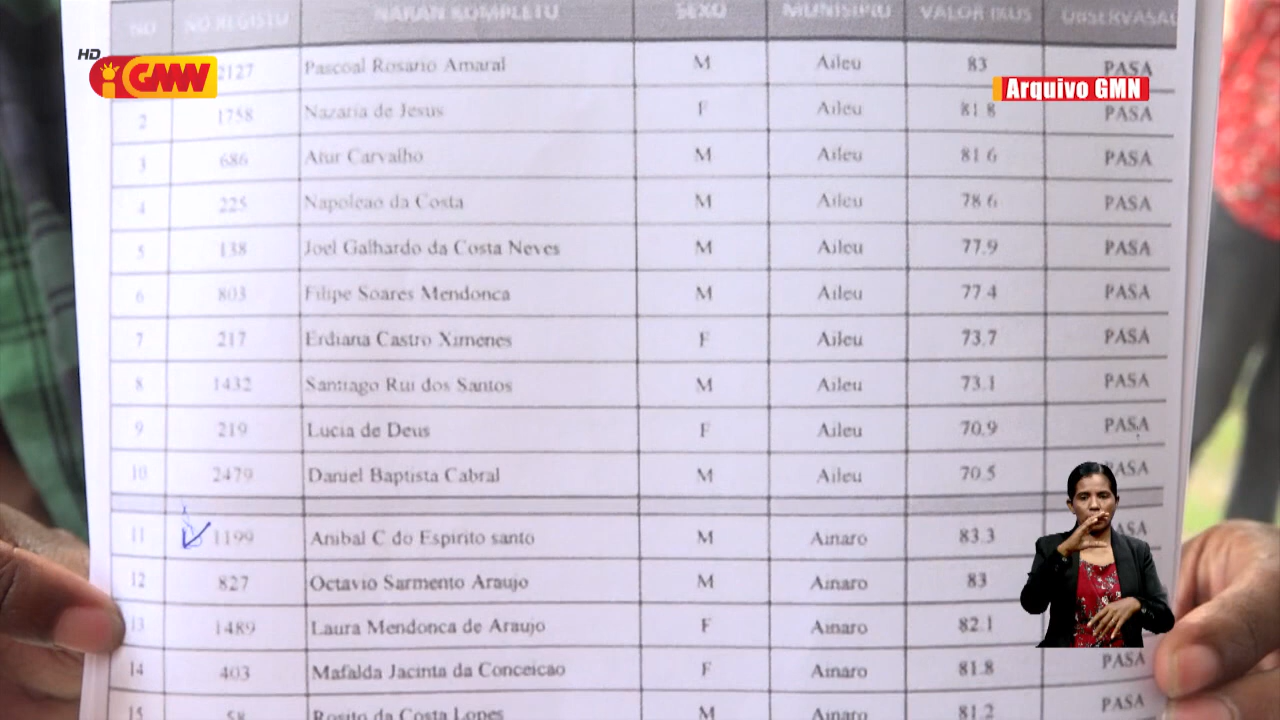 NO NO REGISTU NARAN KOMPLETU SEXO MUNISIPIU VALOR IKUS OBSERVASAU
HD
GMN
Arquivo GMN
2127 Pascoal Rosario Amaral M Aileu 83 PASA
2 1758 Nazaria de Jesus F Aileu 81.8 PASA
3 686 Atur Carvalho M Aileu 81.6 PASA
4 225 Napoleao da Costa M Aileu 78.6 PASA
5 138 Joel Galhardo da Costa Neves M Aileu 77.9 PASA
6 803 Filipe Soares Mendonca M Aileu 77.4 PASA
7 217 Erdiana Castro Ximenes F Aileu 73.7 PASA
8 1432 Santiago Rui dos Santos M Aileu 73.1 PASA
9 219 Lucia de Deus F Aileu 70.9 PASA
10 2479 Daniel Baptista Cabral M Aileu 70.5 PASA
11 1199 Anibal C do Espirito santo M Ainaro 83.3 ASA
12 827 Octavio Sarmento Araujo M Ainaro 83
13 1489 Laura Mendonca de Araujo F Ainaro 82.1
14 403 Mafalda Jacinta da Conceicao F Ainaro 81.8 PASA
15 58 Rosito da Costa Lopes M Ainaro 81.2 PASA